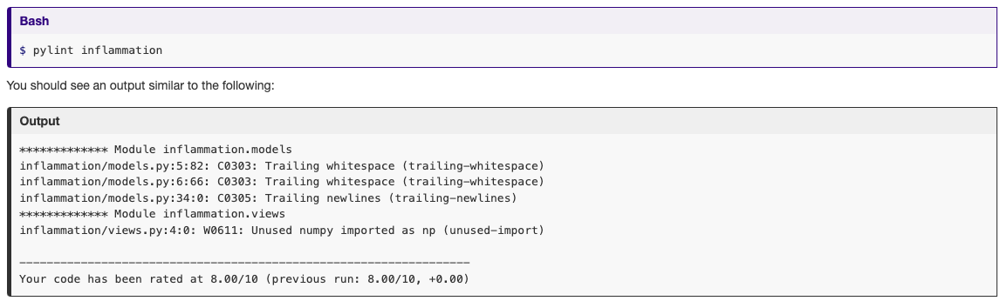 Bash
$ pylint inflammation
You should see an output similar to the following:
Output
************* Module inflammation.models
inflammation/models.py:5:82: C0303: Trailing whitespace (trailing-whitespace)
inflammation/models.py:6:66: C0303: Trailing whitespace (trailing-whitespace)
inflammation/models.py:34:0: C0305: Trailing newlines (trailing-newlines)
************* Module inflammation.views
inflammation/views.py:4:0: W0611: Unused numpy imported as np (unused-import)
------------------------------------------------------------------
Your code has been rated at 8.00/10 (previous run: 8.00/10, +0.00)